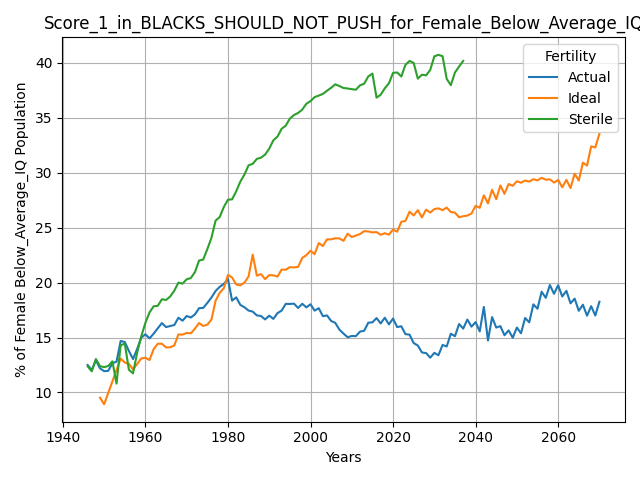 Score_1_in_BLACKS_SHOULD_NOT_PUSH_for_Female_Below_Average_IQ
% of Female Below_Average_IQ Population
40
35
30
25
20
15
10
Fertility
Actual
Ideal
Sterile
1940 1960 1980 2000 2020 2040 2060
Years